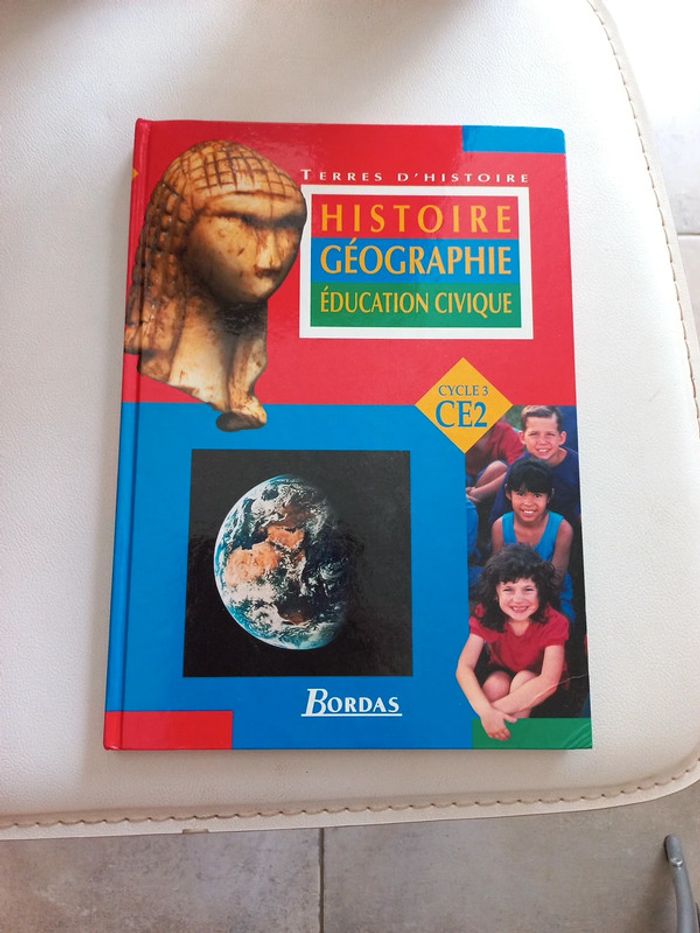 TERRES D'HISTOIRE
HISTOIRE
GÉOGRAPHIE
ÉDUCATION CIVIQUE
CYCLE 3
CE2
BORDAS